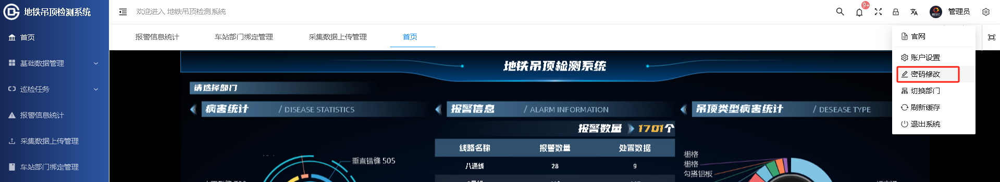 地铁吊顶检测系统
欢迎进入 地铁吊顶检测系统
9+
管理员
首页
基础数据管理
巡检任务
报警信息统计
采集数据上传管理
车站部门绑定管理
报警信息统计 车站部门绑定管理 采集数据上传管理 首页
官网
账户设置
密码修改
切换部门
刷新缓存
退出系统
地铁吊顶检测系统
请选择部门
病害统计 / DISEASE STATISTICS
报警信息 / ALARM INFORMATION
吊顶类型病害统计 / DESEASE TYPE
报警数量 1701个
线路名称 报警数量 处置数据
八通线 28 9
垂直错缝 505
栅格
栅格
勾搭铝板